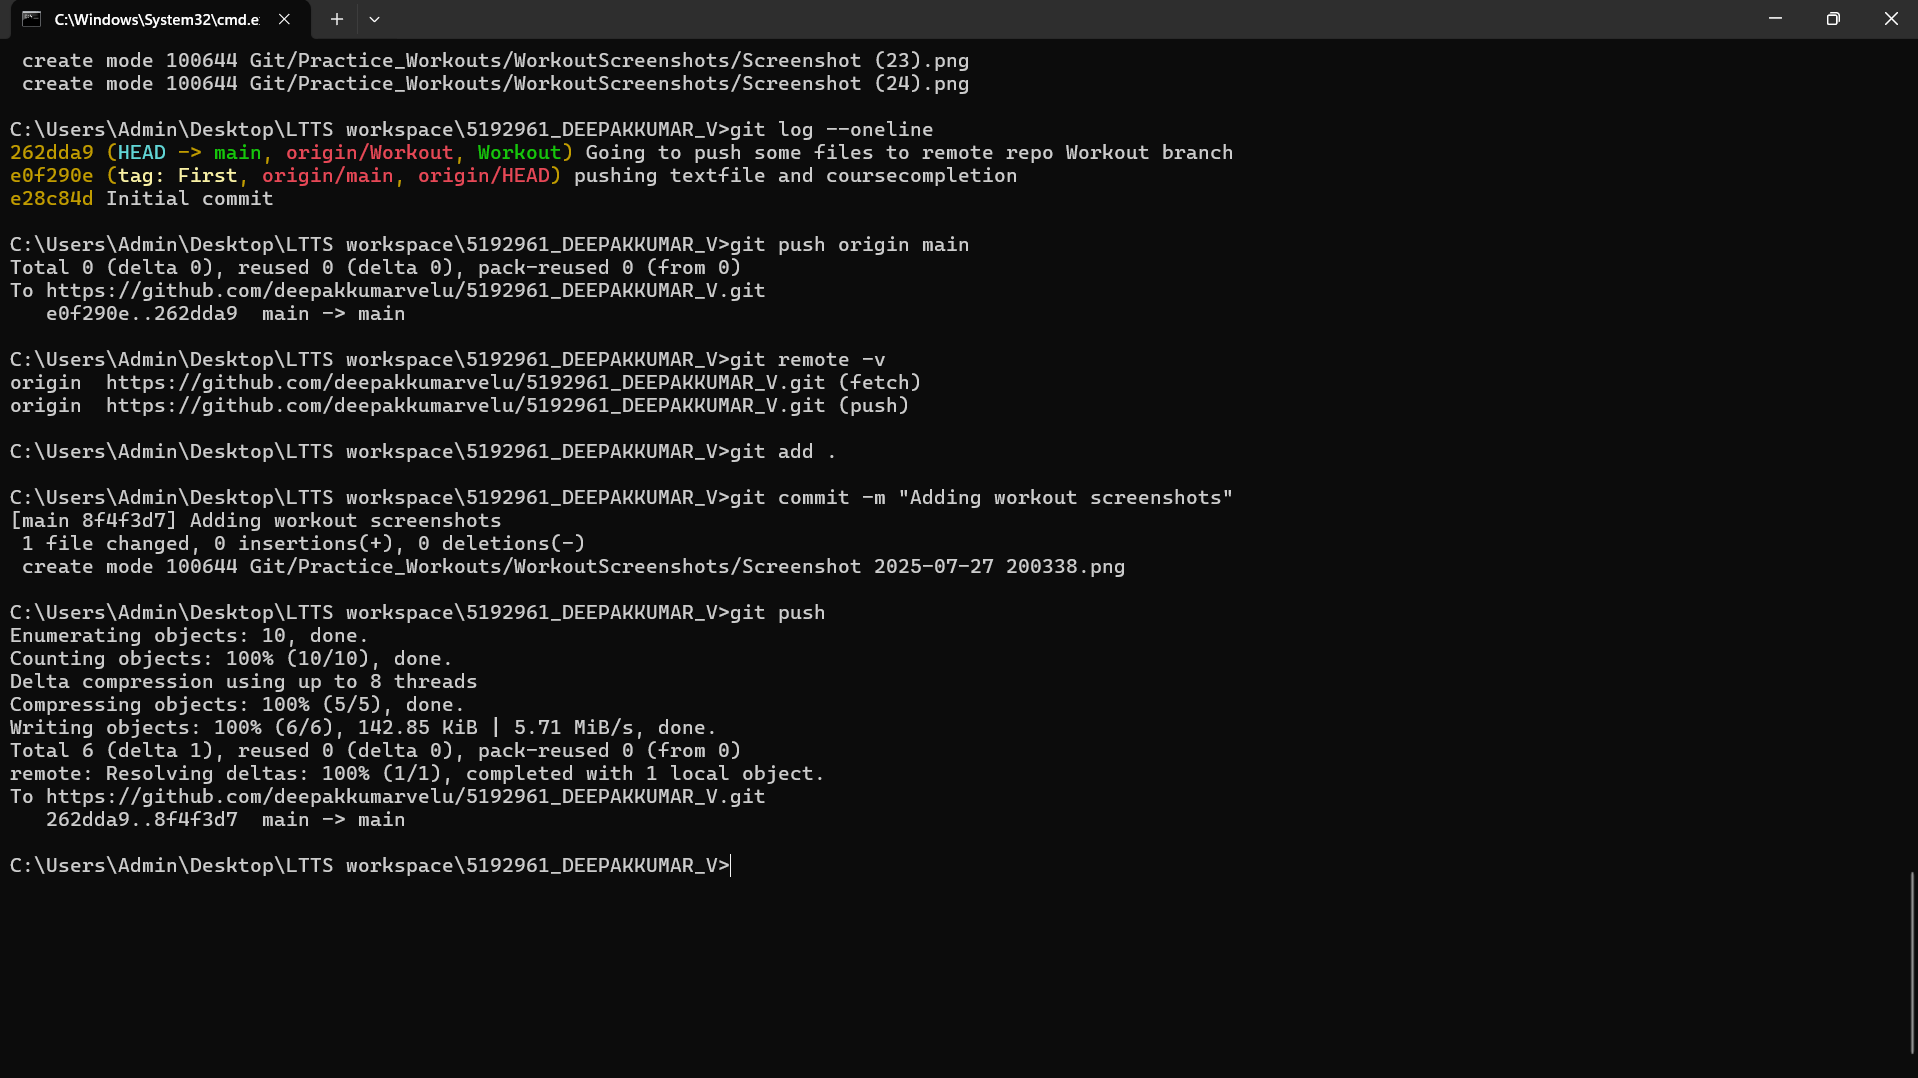 C:\Windows\System32\cmd.e
create mode 100644 Git/Practice_Workouts/WorkoutScreenshots/Screenshot (23).png
create mode 100644 Git/Practice_Workouts/WorkoutScreenshots/Screenshot (24).png
C:\Users\Admin\Desktop\LTTS workspace\5192961_DEEPAKKUMAR_V>git log --oneline
262dda9 (HEAD -> main, origin/Workout, Workout) Going to push some files to remote repo Workout branch
e0f290e (tag: First, origin/main, origin/HEAD) pushing textfile and coursecompletion
e28c84d Initial commit
C:\Users\Admin\Desktop\LTTS workspace\5192961_DEEPAKKUMAR_V>git push origin main
Total 0 (delta 0), reused 0 (delta 0), pack-reused 0 (from 0)
To https://github.com/deepakkumarvelu/5192961_DEEPAKKUMAR_V.git
e0f290e..262dda9  main -> main
C:\Users\Admin\Desktop\LTTS workspace\5192961_DEEPAKKUMAR_V>git remote -v
origin  https://github.com/deepakkumarvelu/5192961_DEEPAKKUMAR_V.git (fetch)
origin  https://github.com/deepakkumarvelu/5192961_DEEPAKKUMAR_V.git (push)
C:\Users\Admin\Desktop\LTTS workspace\5192961_DEEPAKKUMAR_V>git add .
C:\Users\Admin\Desktop\LTTS workspace\5192961_DEEPAKKUMAR_V>git commit -m "Adding workout screenshots"
[main 8f4f3d7] Adding workout screenshots
1 file changed, 0 insertions(+), 0 deletions(-)
create mode 100644 Git/Practice_Workouts/WorkoutScreenshots/Screenshot 2025-07-27 200338.png
C:\Users\Admin\Desktop\LTTS workspace\5192961_DEEPAKKUMAR_V>git push
Enumerating objects: 10, done.
Counting objects: 100% (10/10), done.
Delta compression using up to 8 threads
Compressing objects: 100% (5/5), done.
Writing objects: 100% (6/6), 142.85 KiB | 5.71 MiB/s, done.
Total 6 (delta 1), reused 0 (delta 0), pack-reused 0 (from 0)
remote: Resolving deltas: 100% (1/1), completed with 1 local object.
To https://github.com/deepakkumarvelu/5192961_DEEPAKKUMAR_V.git
262dda9..8f4f3d7  main -> main
C:\Users\Admin\Desktop\LTTS workspace\5192961_DEEPAKKUMAR_V>